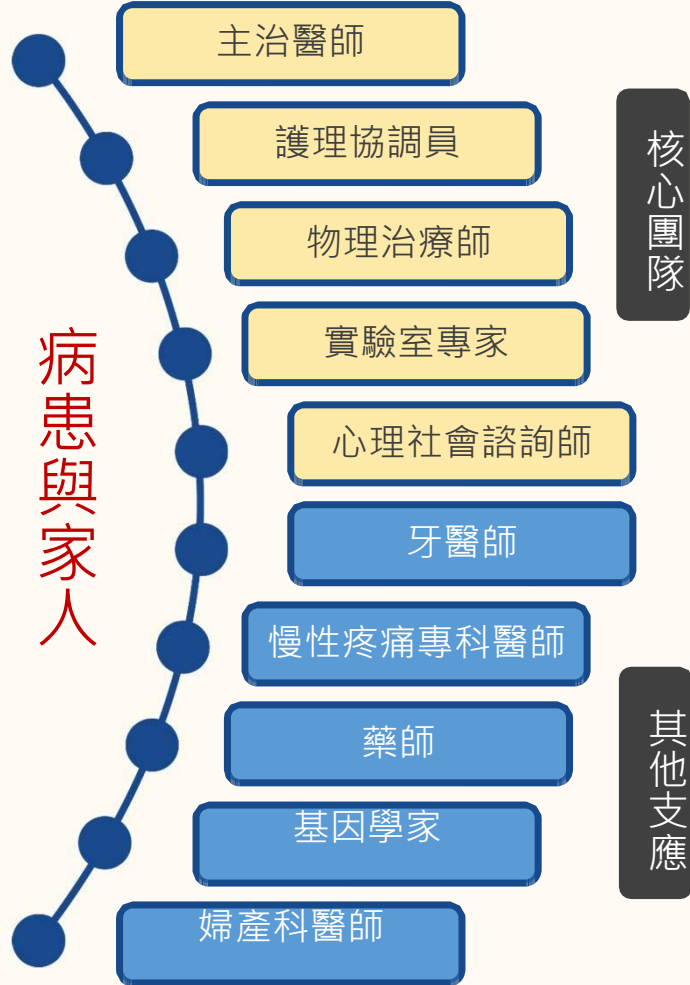 主治醫師
護理協調員
物理治療師
實驗室專家
心理社會諮詢師
核心團隊
病患與家人
牙醫師
慢性疼痛專科醫師
藥師
基因學家
婦產科醫師
其他支應